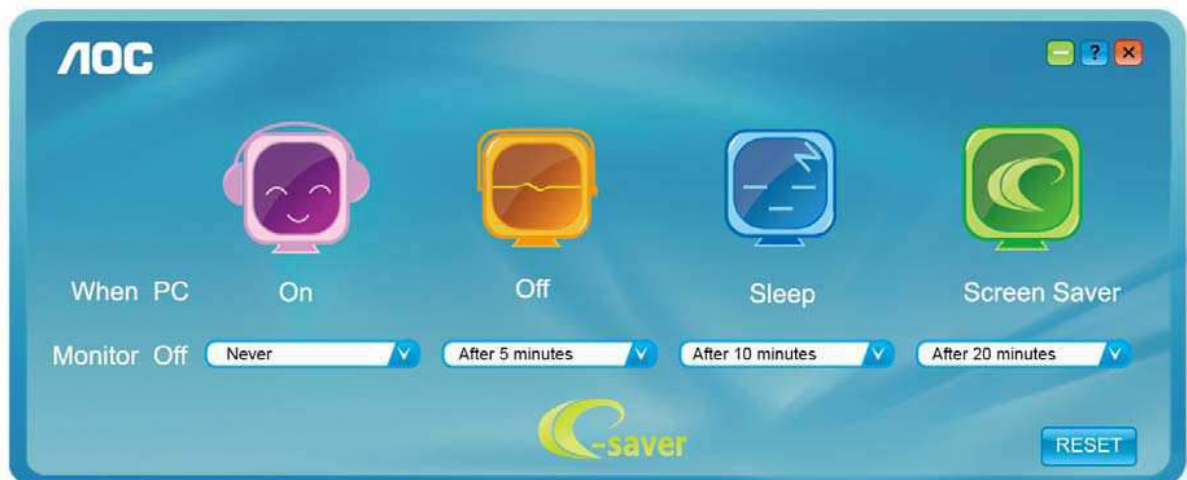 AOC
?
When PC On Off Sleep Screen Saver
Monitor Off Never After 5 minutes After 10 minutes After 20 minutes
e-saver
RESET